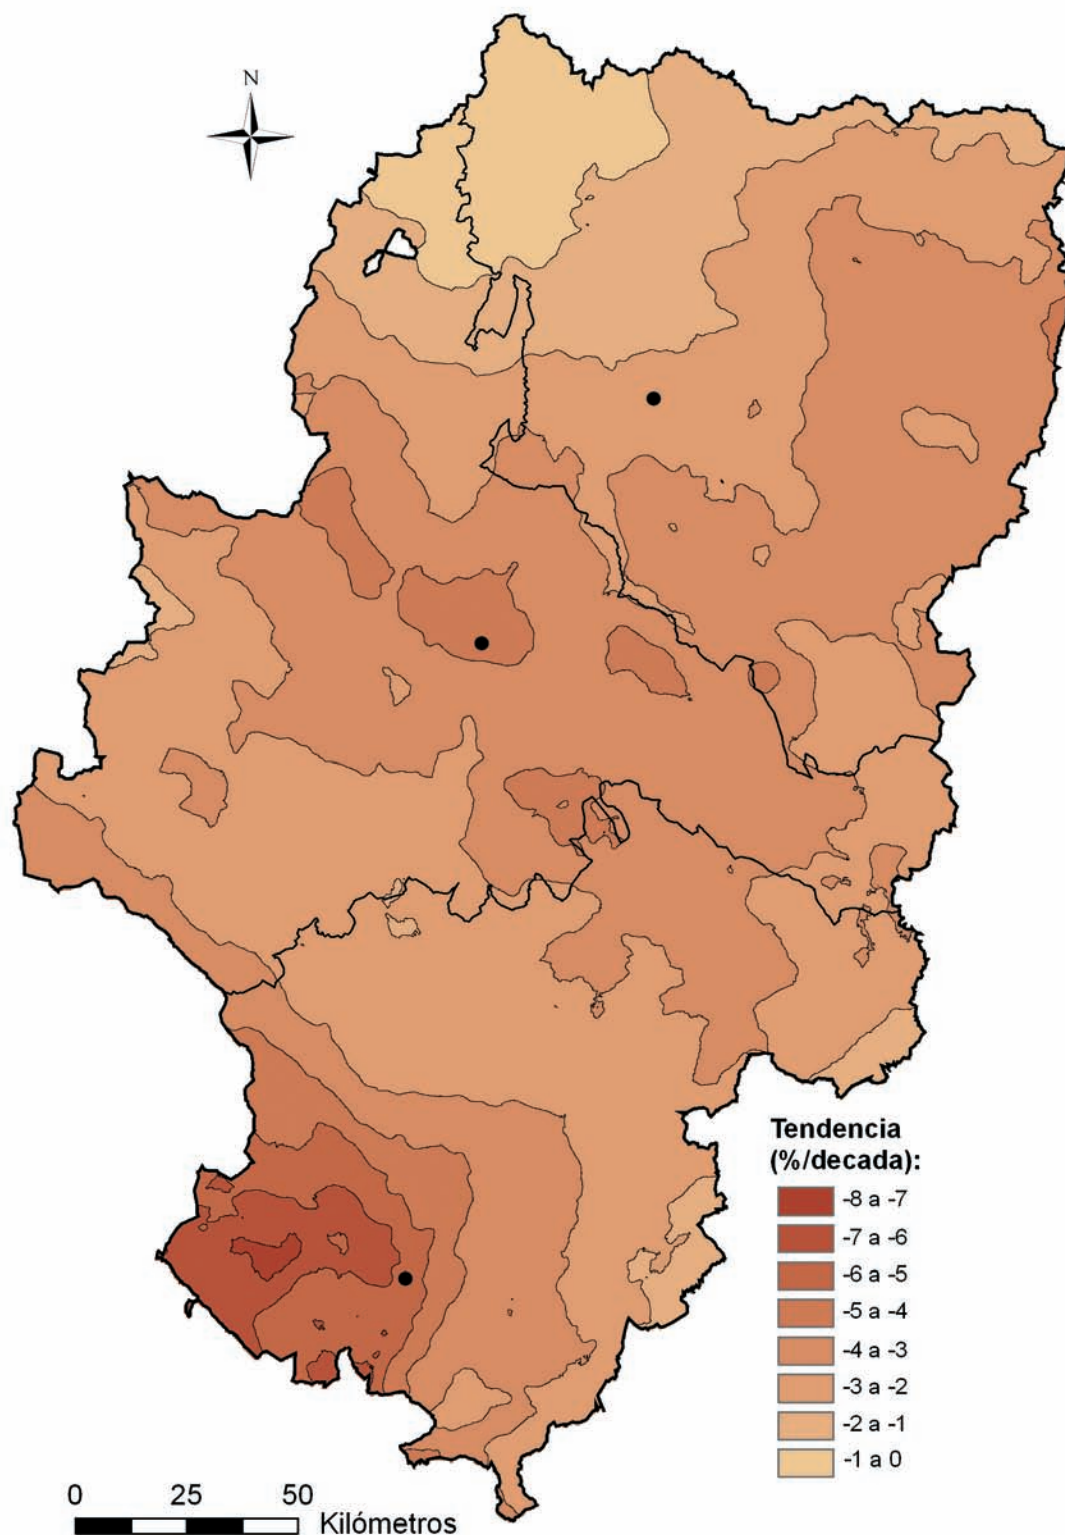 N
Tendencia
(%/decada):
-8 a -7
-7 a -6
-6 a -5
-5 a -4
-4 a -3
-3 a -2
-2 a -1
-1 a 0
0 25 50
Kilómetros